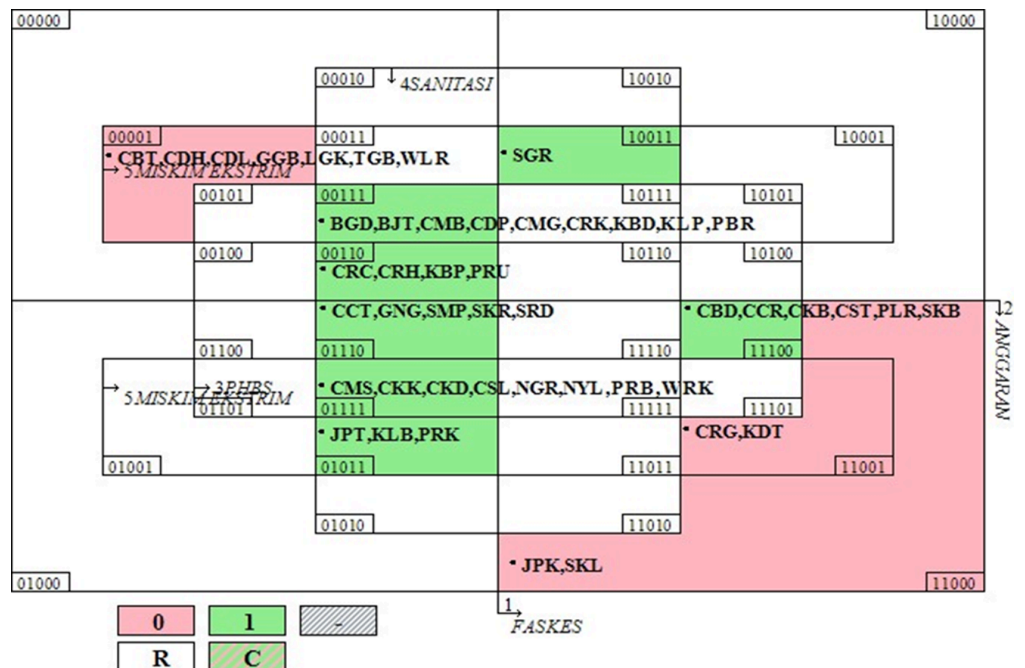 00000 10000
00010 4SANITASI 10010
00001 00011 10011 10001
CBT,CDH,CDL,GGB,LGK,TGB,WLR SGR
5MISKIM EKSTRIM
00101 00111 10111 10101
BGD,BJT,CMB,CDP,CMG,CRK,KBD,KLP,PBR
00100 00110 10110 10100
CRC,CRH,KBP,PRU
CCT,GNG,SMP,SKR,SRD CBD,CCR,CKB,CST,PLR,SKB 2
ANGGARAN
01100 01110 11110 11100
3PHBS CMS,CKK,CKD,CSL,NGR,NYL,PRB,WRK
5MISKIM EKSTRIM
01101 01111 11111 11101
JPT,KLB,PRK CRG,KDT
01001 01011 11011 11001
01010 11010
JPK,SKL
01000 11000
1
FASKES
0 1 -
R C